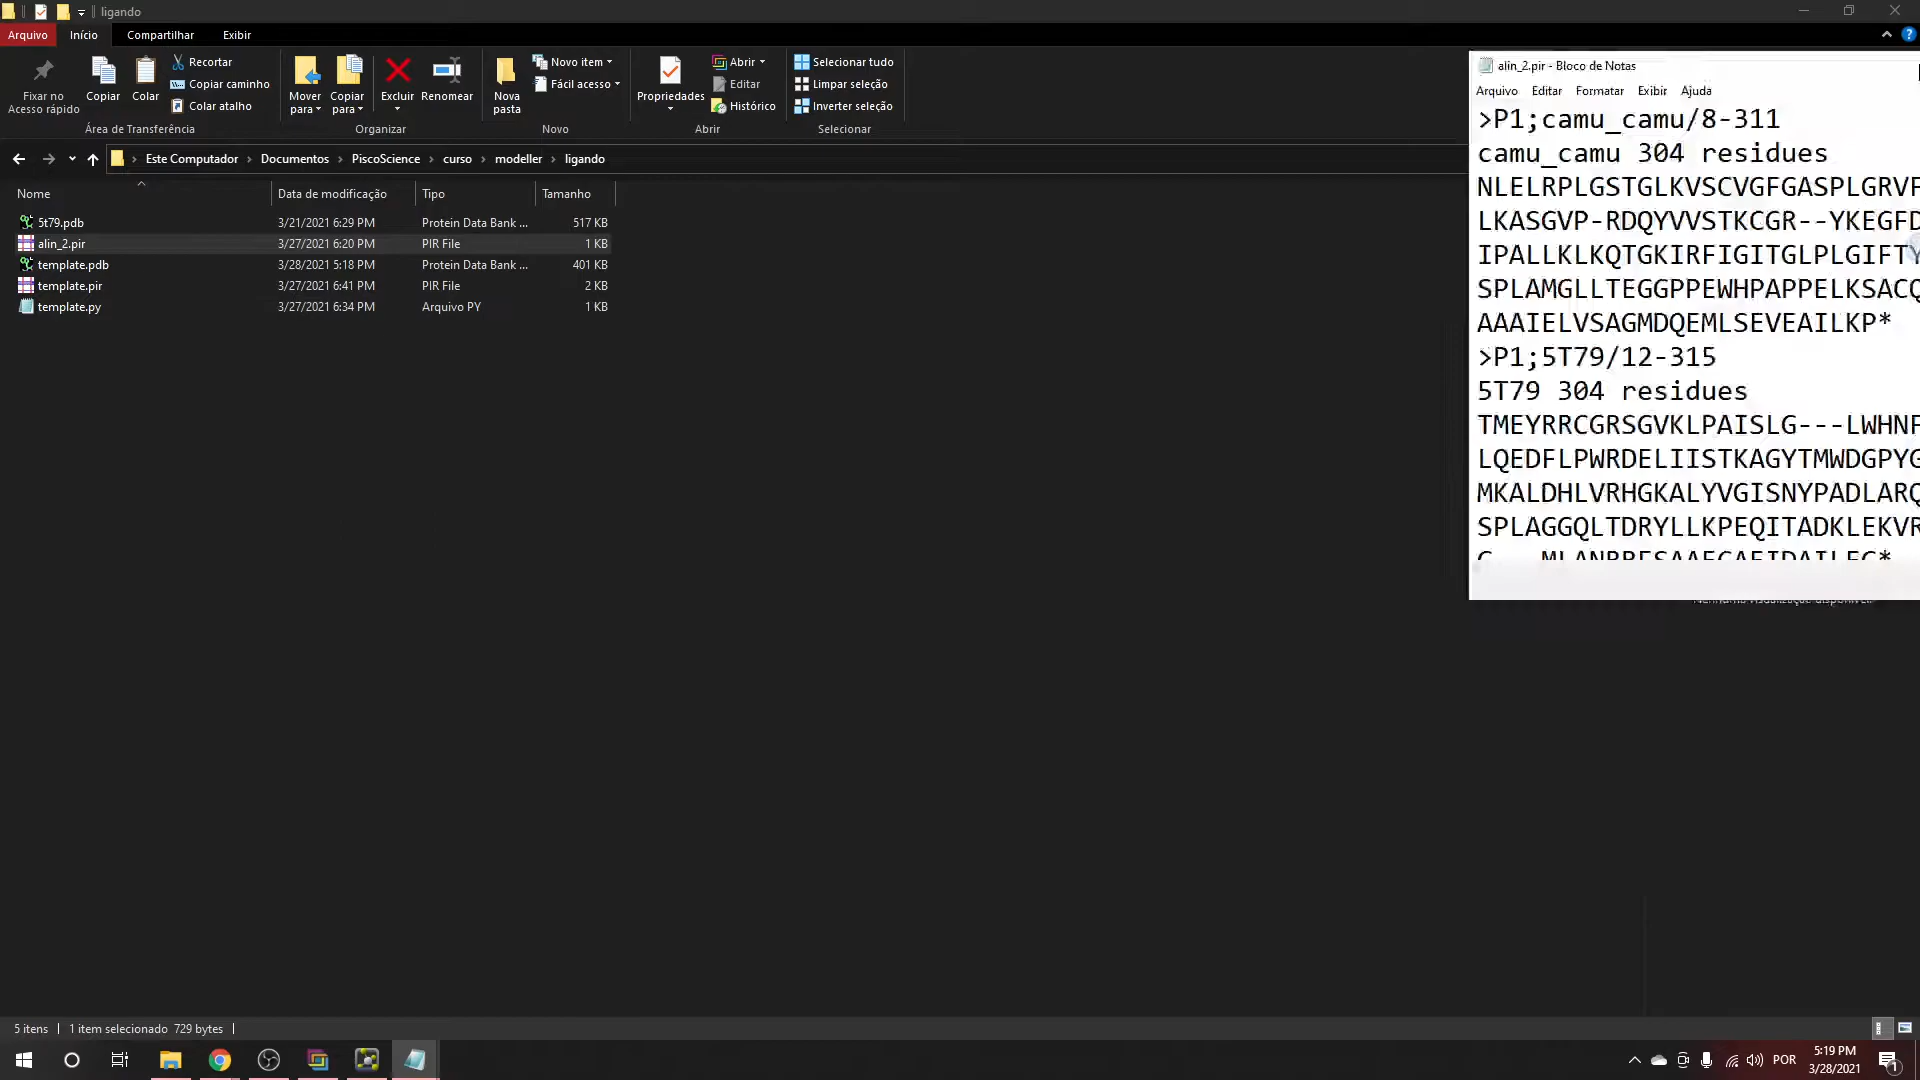 ligando
Arquivo Início Compartilhar Exibir
Fixar no Acesso rápido
Copiar
Colar
Recortar
Copiar caminho
Colar atalho
Área de Transferência
Mover para
Copiar para
Excluir
Renomear
Organizar
Nova pasta
Novo item
Fácil acesso
Novo
Propriedades
Abrir
Editar
Histórico
Abrir
Selecionar tudo
Limpar seleção
Inverter seleção
Selecionar
Este Computador Documentos PiscoScience curso modeller ligando
Nome Data de modificação Tipo Tamanho
5t79.pdb 3/21/2021 6:29 PM Protein Data Bank ... 517 KB
alin_2.pir 3/27/2021 6:20 PM PIR File 1 KB
template.pdb 3/28/2021 5:18 PM Protein Data Bank ... 401 KB
template.pir 3/27/2021 6:41 PM PIR File 2 KB
template.py 3/27/2021 6:34 PM Arquivo PY 1 KB
alin_2.pir - Bloco de Notas
Arquivo Editar Formatar Exibir Ajuda
>P1;camu_camu/8-311
camu_camu 304 residues
NLELRPLGSTGLKVSCVGFGASPLGRVF
LKASGVP-RDQYVVSTKCGR--YKEGFD
IPALLKLKQTGKIRFIGITGLPLGIFTY
SPLAMGLLTEGGPPEWHPAPPELKSACQ
AAAIELVSAGMDQEMLSEVEAILKP*
>P1;5T79/12-315
5T79 304 residues
TMEYRRCGRSGVKLPAISLG---LWHNF
LQEDFLPWRDELIISTKAGYTMWDGPYG
MKALDHLVRHGKALYVGISNYPADLARQ
SPLAGGQLTDRYLLKPEQITADKLEKVR
5 itens 1 item selecionado 729 bytes
POR
5:19 PM
3/28/2021
1